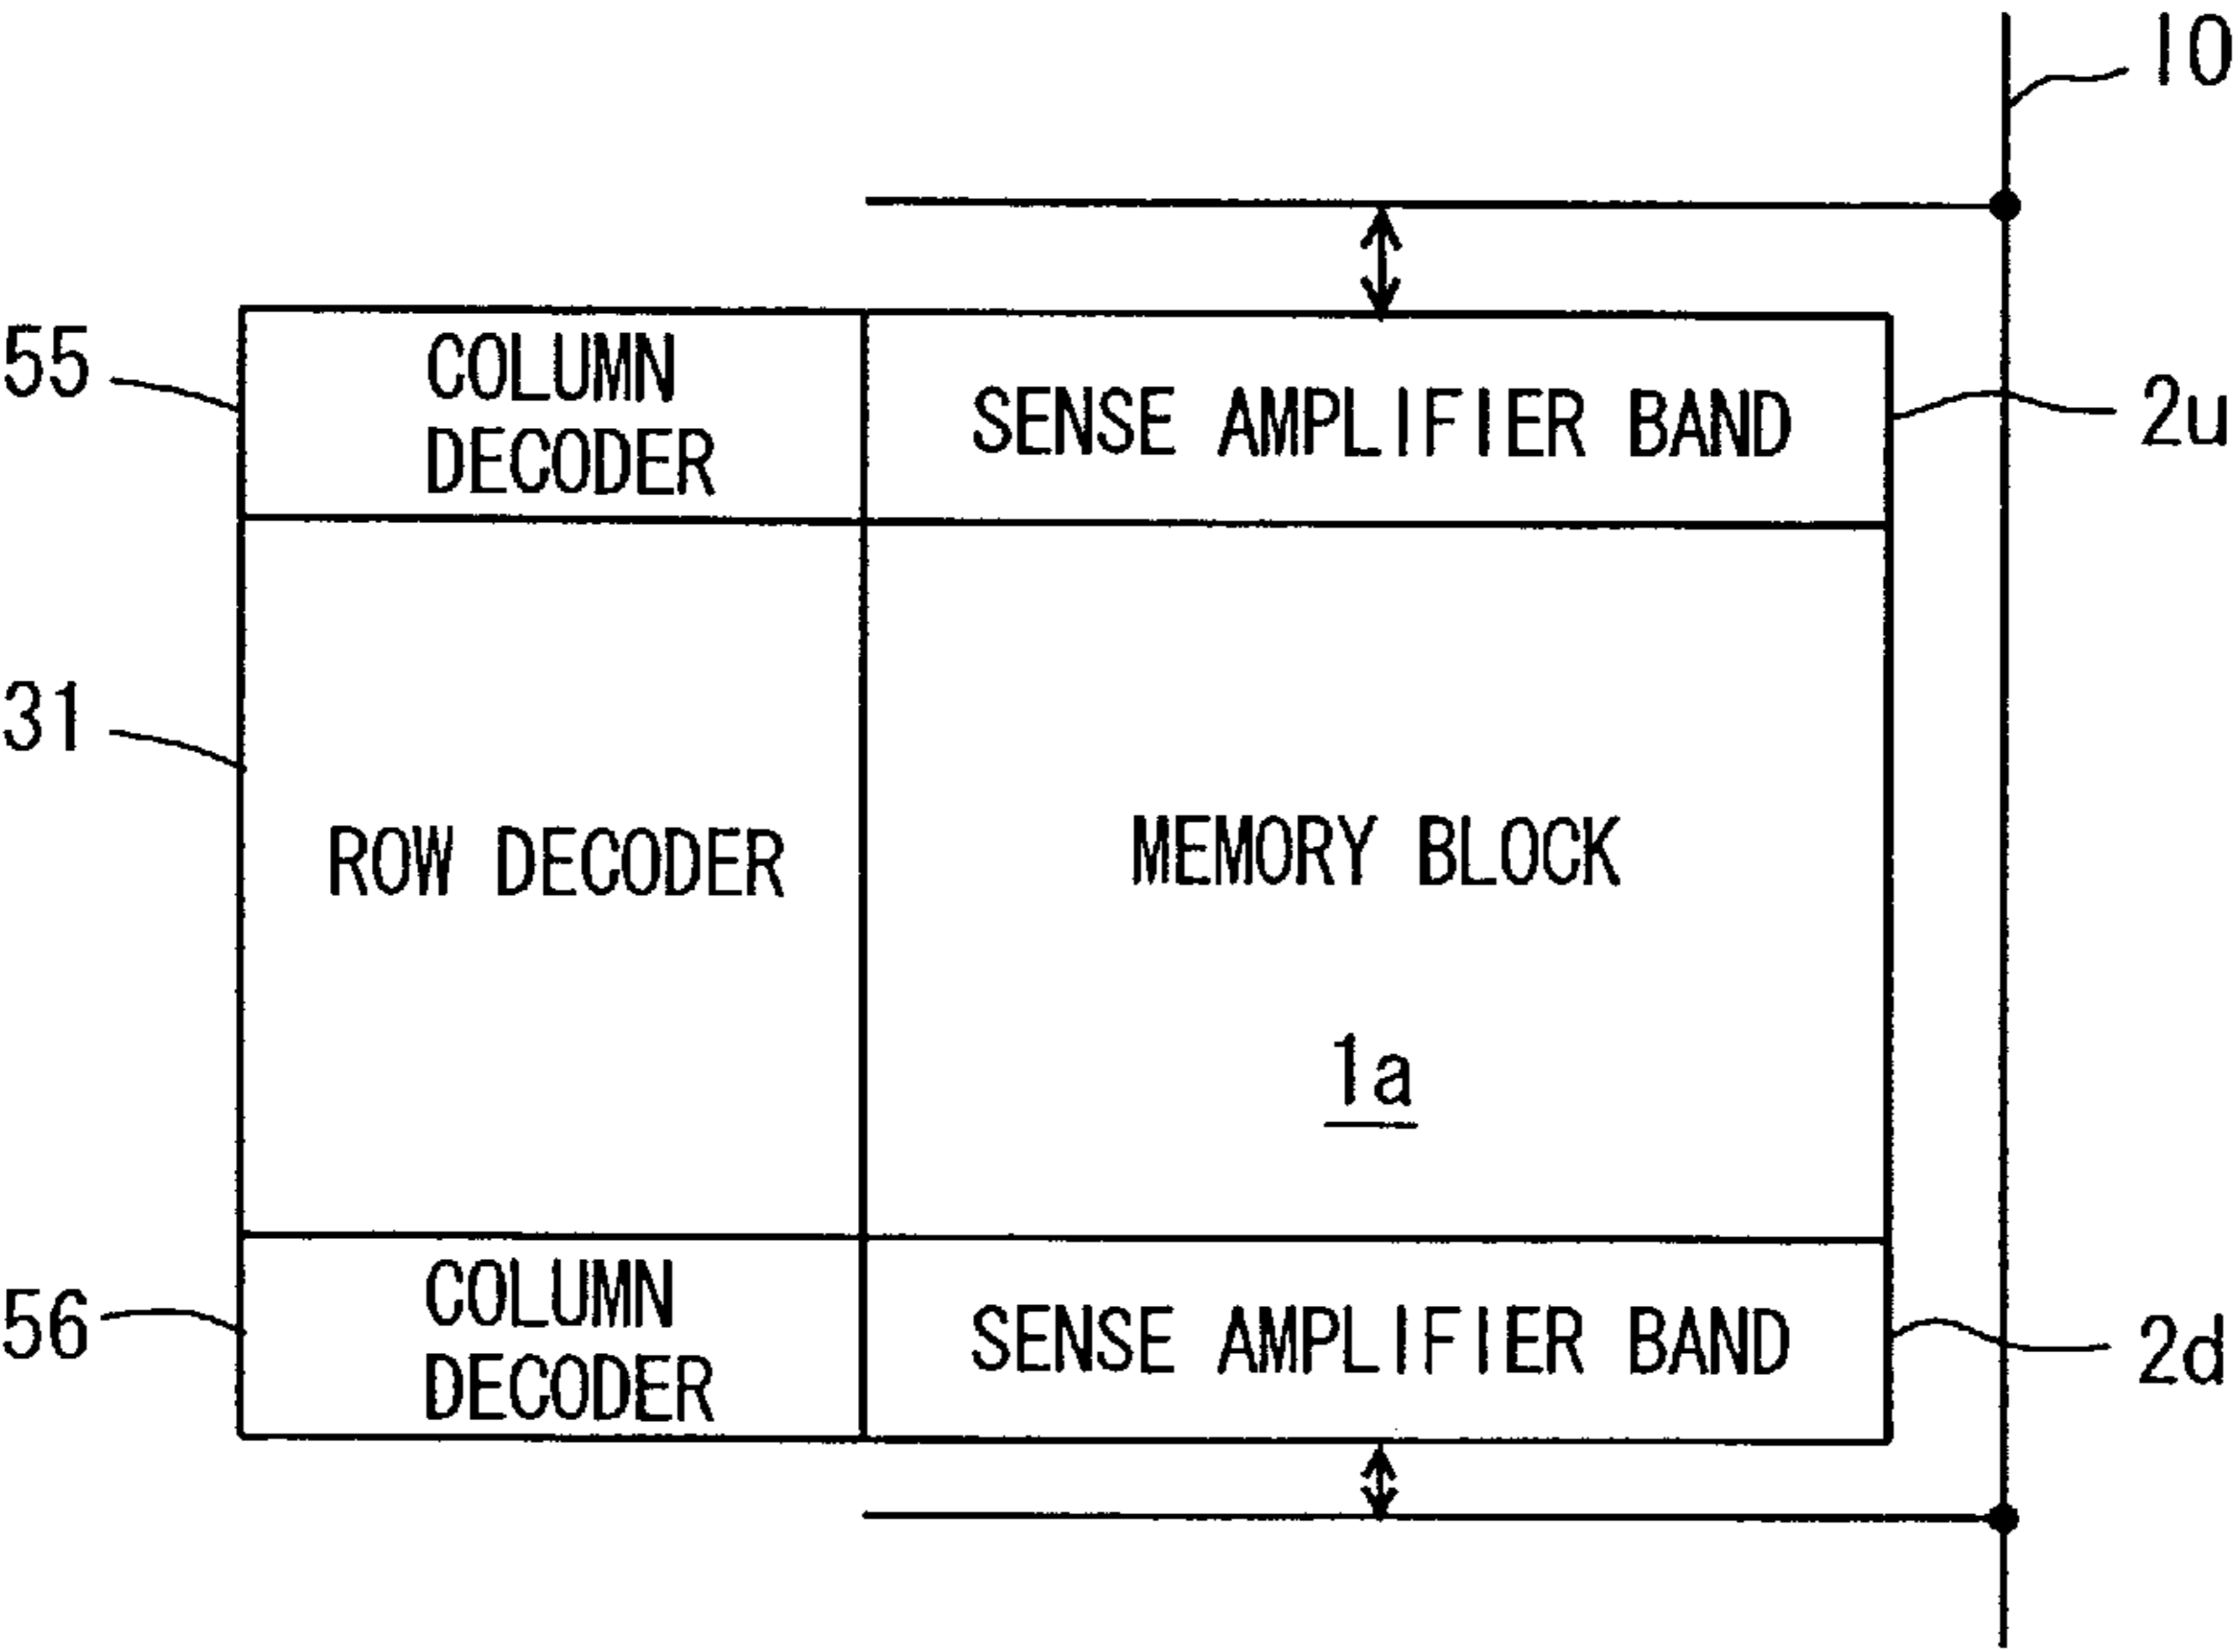 10
55
COLUMN
DECODER
SENSE AMPLIFIER BAND
2u
31
ROW DECODER
MEMORY BLOCK
1a
56
COLUMN
DECODER
SENSE AMPLIFIER BAND
2d